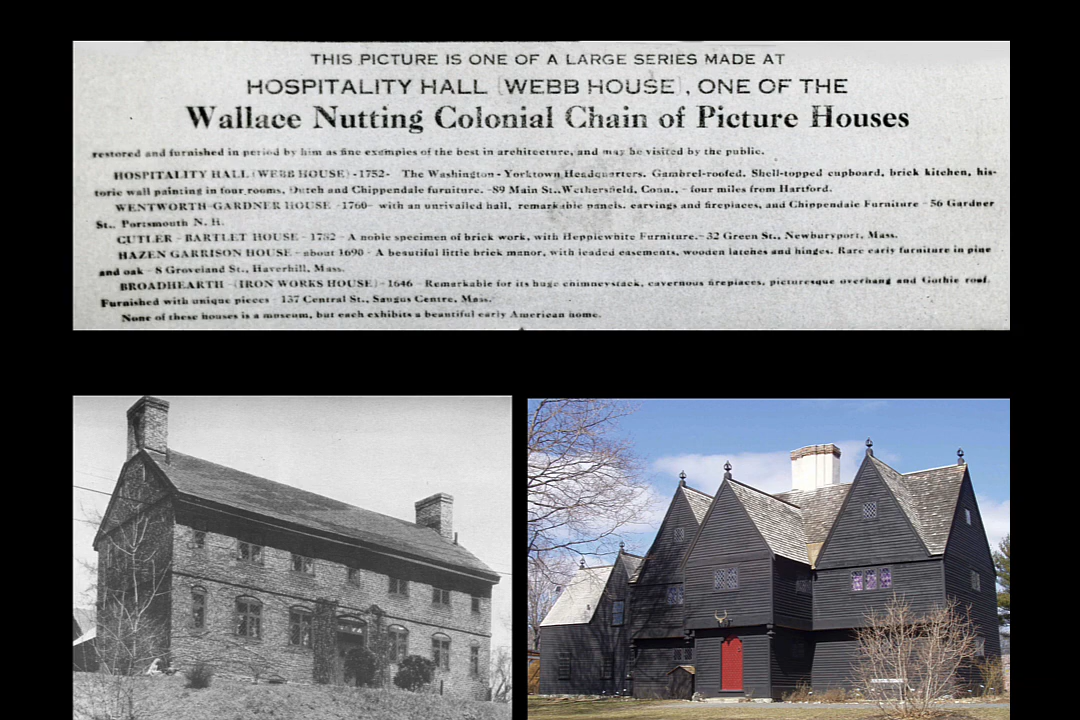 THIS PICTURE IS ONE OF A LARGE SERIES MADE AT
HOSPITALITY HALL (WEBB HOUSE), ONE OF THE
Wallace Nutting Colonial Chain of Picture Houses
restored and furnished in period by him as fine examples of the best in architecture, and may be visited by the public.
HOSPITALITY HALL (WEBB HOUSE) -1752- The Washington - Yorktown Headquarters. Gambrel-roofed. Shell-topped cupboard, brick kitchen, his-
toric wall painting in four rooms, Dutch and Chippendale furniture. -89 Main St., Wethersfield, Conn., - four miles from Hartford.
WENTWORTH-GARDNER HOUSE -1760- with an unrivalled hall, remarkable panels, carvings and fireplaces, and Chippendale Furniture - 56 Gardner
St., Portsmouth N. H.
CUTLER - BARTLET HOUSE - 1782 - A noble specimen of brick work, with Hepplewhite Furniture.- 32 Green St., Newburyport, Mass.
HAZEN GARRISON HOUSE - about 1690 - A beautiful little brick manor, with leaded casements, wooden latches and hinges. Rare early furniture in pine
and oak - 8 Groveland St., Haverhill, Mass.
BROADHEARTH - (IRON WORKS HOUSE) - 1646 - Remarkable for its huge chimneystack, cavernous fireplaces, picturesque overhang and Gothic roof.
Furnished with unique pieces - 137 Central St., Saugus Centre, Mass.
None of these houses is a museum, but each exhibits a beautiful early American home.